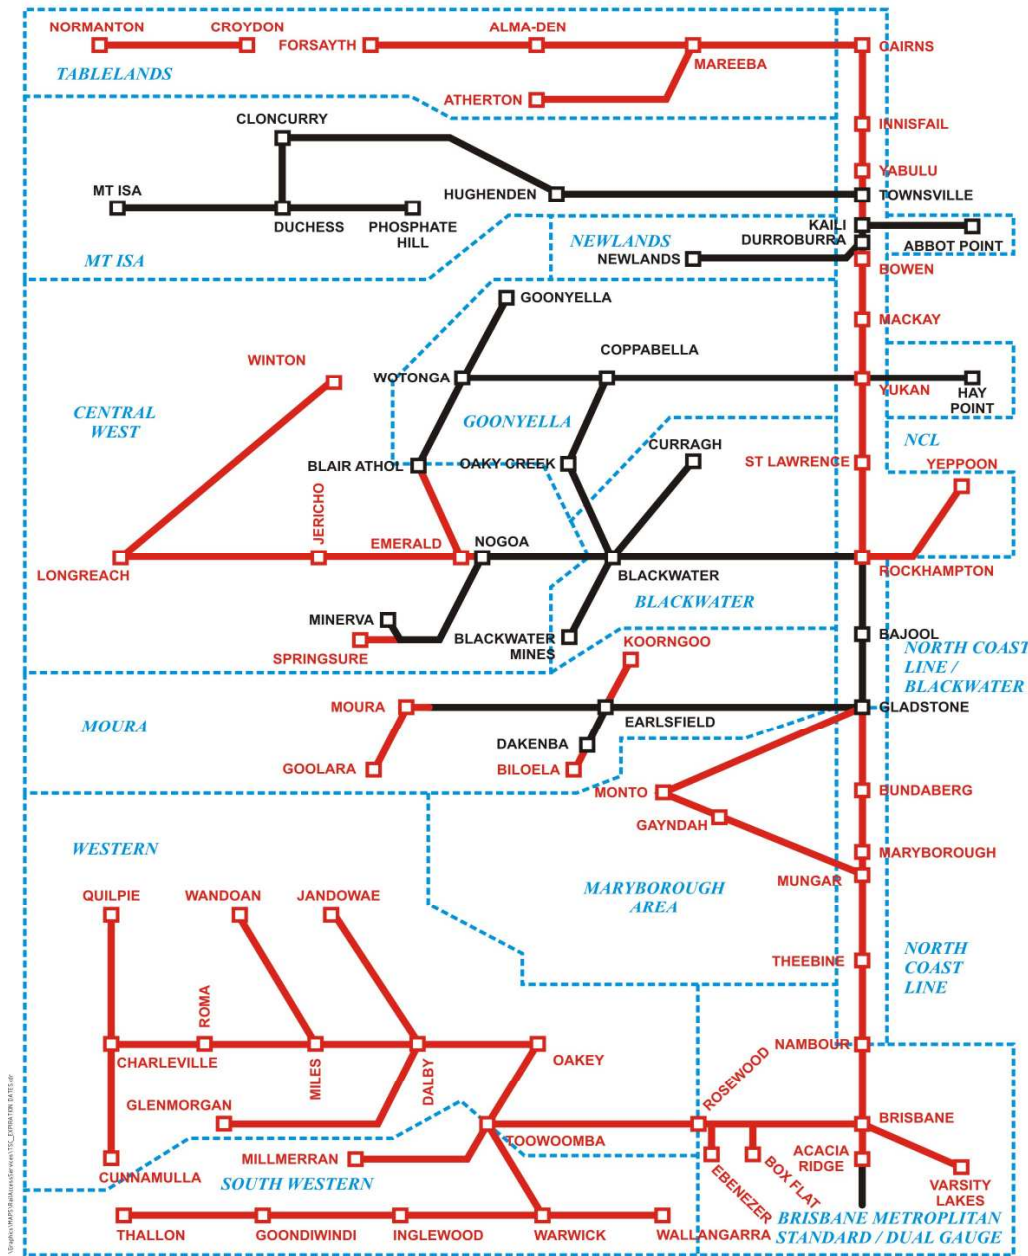 NORMANTON
CROYDON
FORSAYTH
ALMA-DEN
CAIRNS
MAREEBA
TABLELANDS
ATHERTON
CLONCURRY
INNISFAIL
YABULU
MT ISA
HUGHENDEN
TOWNSVILLE
DUCHESS
PHOSPHATE
HILL
KAILI
DURROBURRA
ABBOT POINT
NEWLANDS
NEWLANDS
MT ISA
BOWEN
GOONYELLA
MACKAY
COPPABELLA
WINTON
WOTONGA
YUKAN
HAY
POINT
CENTRAL
WEST
GOONYELLA
CURRAGH
NCL
BLAIR ATHOL
OAKY CREEK
ST LAWRENCE
YEPPOON
JERICHO
EMERALD
NOGOA
LONGREACH
BLACKWATER
ROCKHAMPTON
BLACKWATER
MINERVA
SPRINGSURE
BLACKWATER
MINES
KOORNGOO
BAJOOL
NORTH COAST
LINE /
BLACKWATER
MOURA
MOURA
EARLSFIELD
GLADSTONE
DAKENBA
GOOLARA
BILOELA
MONTO
BUNDABERG
GAYNDAH
WESTERN
MARYBOROUGH
MUNGAR
MARYBOROUGH
AREA
QUILPIE
WANDOAN
JANDOWAE
THEEBINE
NORTH
COAST
LINE
ROMA
NAMBOUR
CHARLEVILLE
MILES
DALBY
OAKEY
ROSEWOOD
GLENMORGAN
TOOWOOMBA
BRISBANE
CUNNAMULLA
MILLMERRAN
SOUTH WESTERN
EBENEZER
BOX FLAT
ACACIA
RIDGE
VARSITY
LAKES
THALLON
GOONDIWINDI
INGLEWOOD
WARWICK
WALLANGARRA
BRISBANE METROPLITAN
STANDARD / DUAL GAUGE